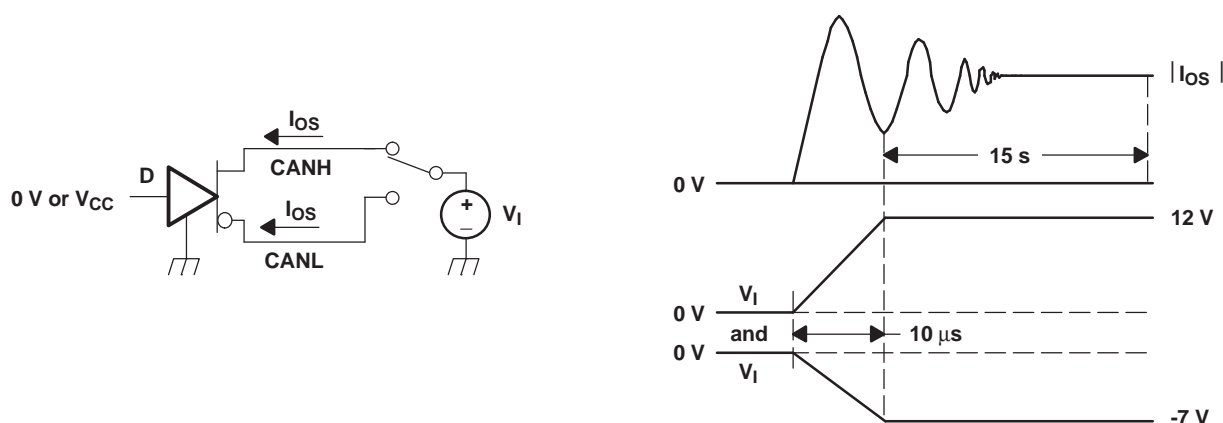 I_OS
CANH
D
0 V or V_CC
I_OS
CANL
+
–
V_I
|I_OS|
15 s
0 V
12 V
V_I
0 V
and
10 μs
0 V
V_I
-7 V